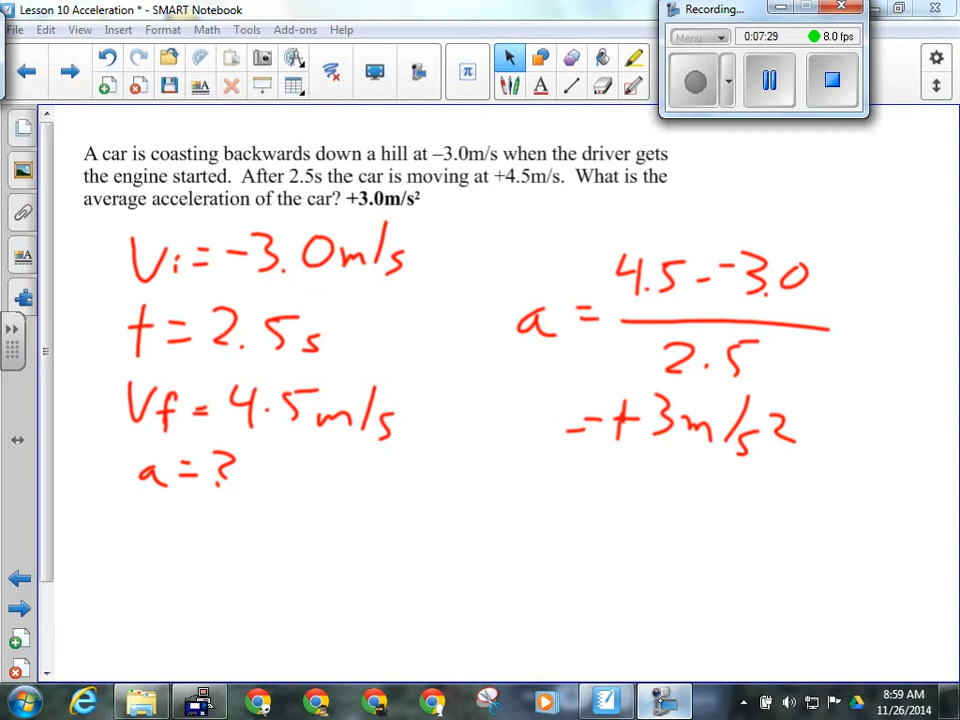 Lesson 10 Acceleration * - SMART Notebook
Recording...
File Edit View Insert Format Math Tools Add-ons Help
Menu
0:07:29
8.0 fps
A car is coasting backwards down a hill at –3.0m/s when the driver gets
the engine started. After 2.5s the car is moving at +4.5m/s. What is the
average acceleration of the car? +3.0m/s²
Vi = -3.0m/s
t = 2.5s
Vf = 4.5m/s
a = ?
a = 4.5 - -3.0
2.5
= +3m/s2
8:59 AM
11/26/2014